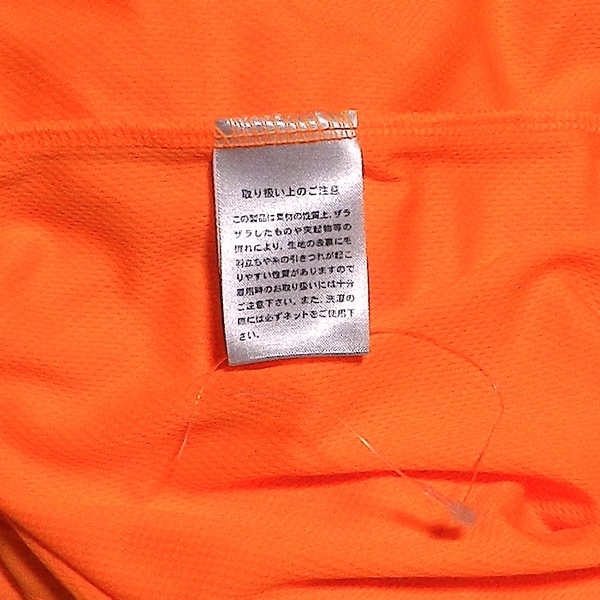 取り扱い上のご注意
この製品は素材の性質上、ザラ
ザラしたものや突起物等の
擦れにより、生地の表裏に毛
羽立ちや糸の引きつれが起こ
りやすい性質がありますので
着用時のお取り扱いには十分
ご注意下さい。また、洗濯の
際には必ずネットをご使用下
さい。